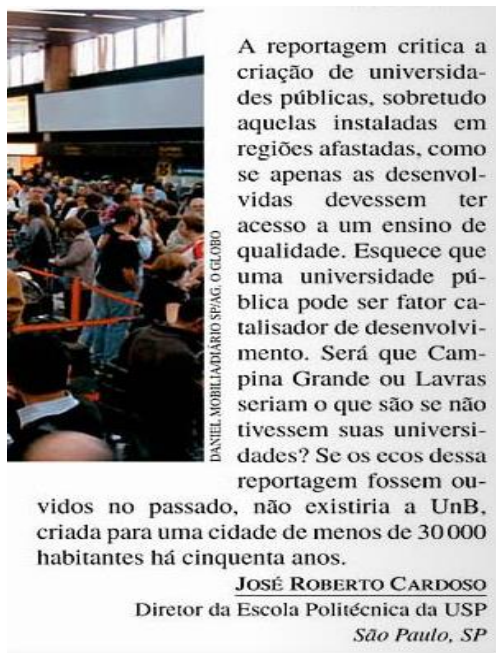 A reportagem critica a
criação de universida-
des públicas, sobretudo
aquelas instaladas em
regiões afastadas, como
se apenas as desenvol-
vidas devessem ter
acesso a um ensino de
qualidade. Esquece que
uma universidade pú-
blica pode ser fator ca-
talisador de desenvolvi-
mento. Será que Cam-
pina Grande ou Lavras
seriam o que são se não
tivessem suas universi-
dades? Se os ecos dessa
reportagem fossem ou-
vidos no passado, não existiria a UnB,
criada para uma cidade de menos de 30 000
habitantes há cinquenta anos.
JOSÉ ROBERTO CARDOSO
Diretor da Escola Politécnica da USP
São Paulo, SP
DANIEL MOBILIA/DIÁRIO SP/AG. O GLOBO